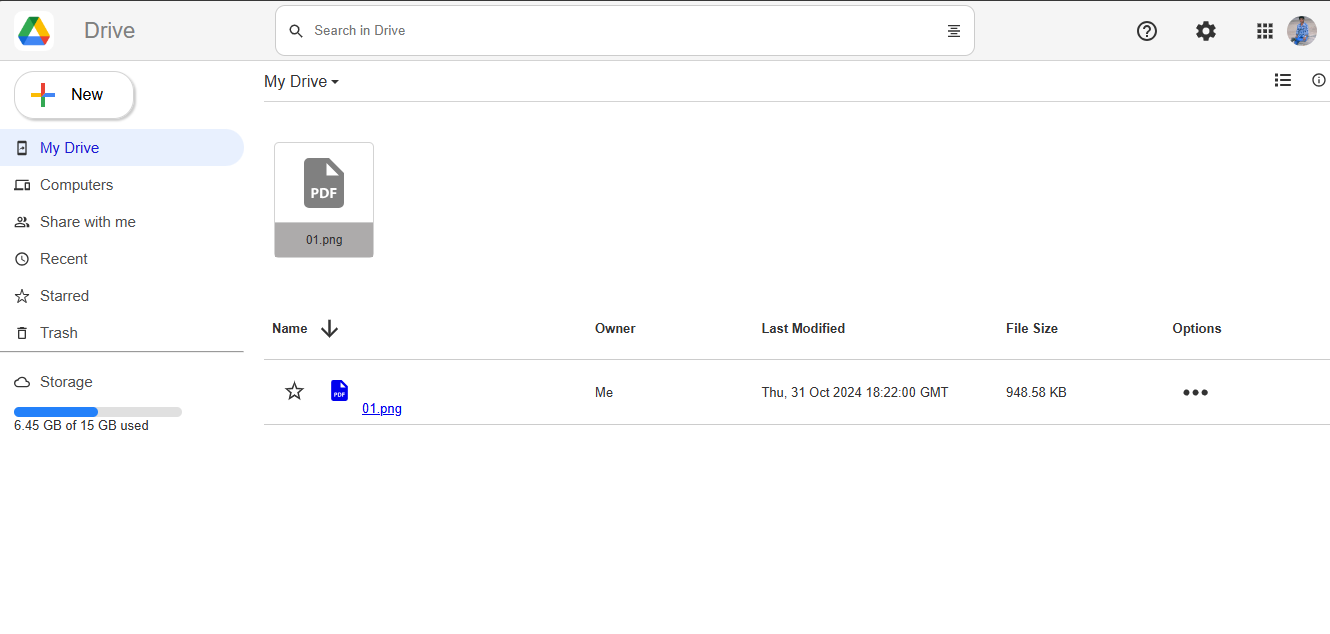 Drive
Search in Drive
New
My Drive
My Drive
Computers
Share with me
Recent
Starred
Trash
Storage
6.45 GB of 15 GB used
PDF
01.png
Name Owner Last Modified File Size Options
PDF 01.png Me Thu, 31 Oct 2024 18:22:00 GMT 948.58 KB